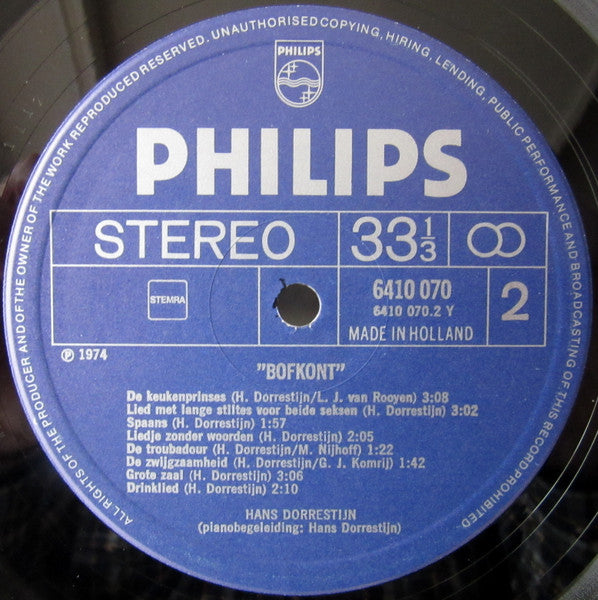 ALL RIGHTS OF THE PRODUCER AND OF THE OWNER OF THE WORK REPRODUCED RESERVED. UNAUTHORISED COPYING, HIRING, LENDING, PUBLIC PERFORMANCE AND BROADCASTING OF THIS RECORD PROHIBITED.
PHILIPS
PHILIPS
STEREO
33 1/3
STEMRA
6410 070
6410 070.2 Y
MADE IN HOLLAND
2
Ⓟ 1974
"BOFKONT"
De keukenprinses (H. Dorrestijn/L. J. van Rooyen) 3:08
Lied met lange stiltes voor beide seksen (H. Dorrestijn) 3:02
Spaans (H. Dorrestijn) 1:57
Liedje zonder woorden (H. Dorrestijn) 2:05
De troubadour (H. Dorrestijn/M. Nijhoff) 1:22
De zwijgzaamheid (H. Dorrestijn/G. J. Komrij) 1:42
Grote zaal (H. Dorrestijn) 3:06
Drinklied (H. Dorrestijn) 2:10
HANS DORRESTIJN
(pianobegeleiding: Hans Dorrestijn)